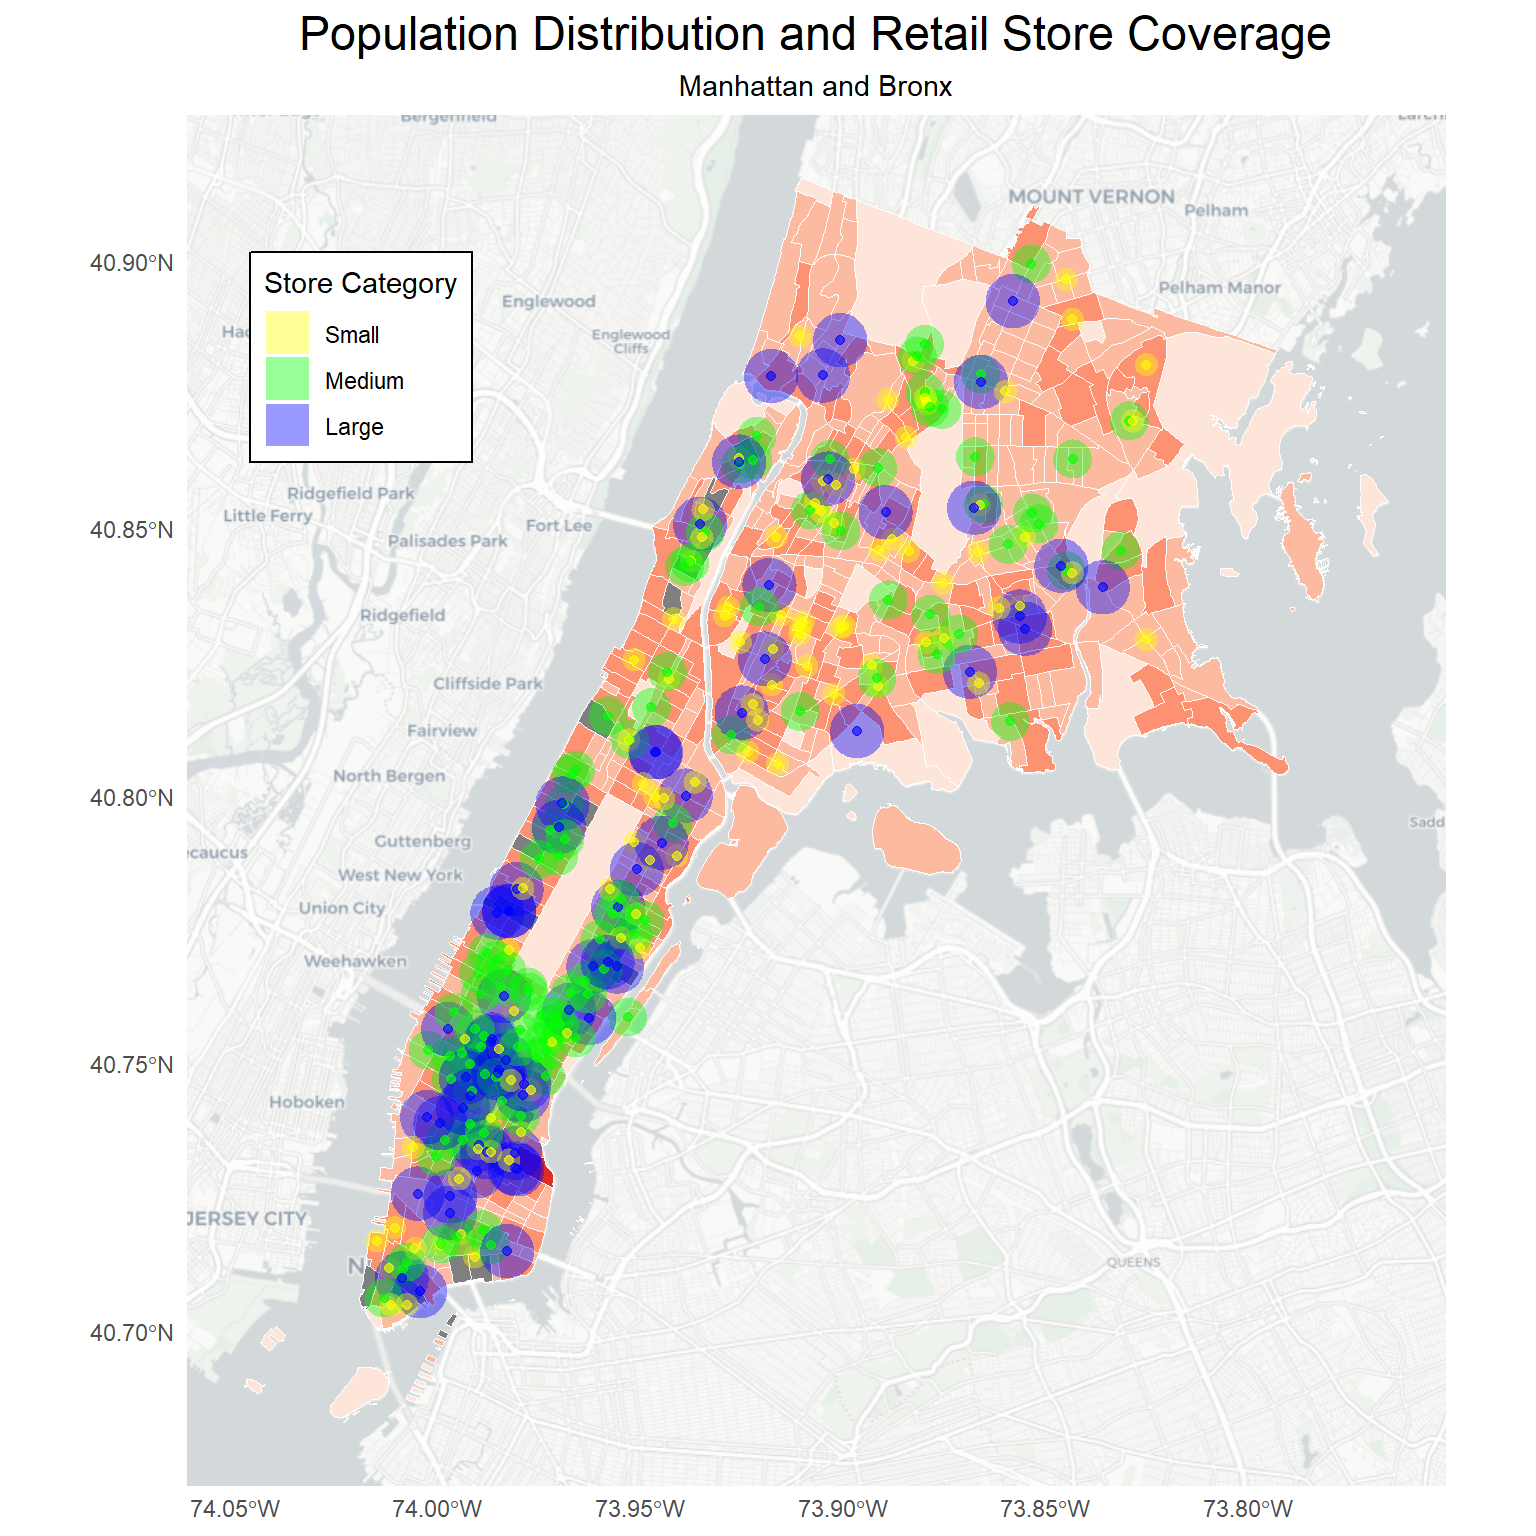 Population Distribution and Retail Store Coverage
Manhattan and Bronx
Bergenfield
MOUNT VERNON
Pelham
40.90°N
Store Category
Small
Medium
Large
Englewood
Pelham Manor
Englewood
Cliffs
Ridgefield Park
Little Ferry
Fort Lee
40.85°N
Palisades Park
Ridgefield
Cliffside Park
Fairview
North Bergen
40.80°N
Guttenberg
ecaucus
West New York
Union City
Weehawken
40.75°N
Hoboken
JERSEY CITY
N
QUEENS
40.70°N
74.05°W
74.00°W
73.95°W
73.90°W
73.85°W
73.80°W
Sadd
Hac